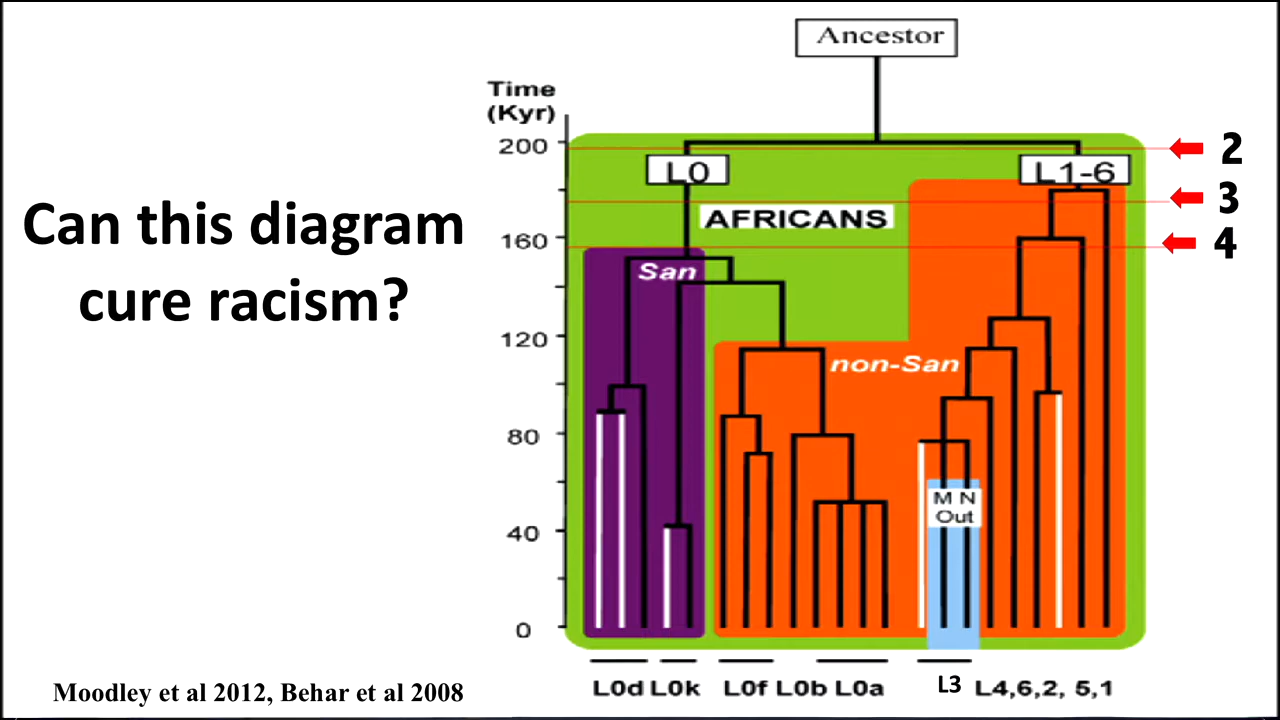 Ancestor
Time
(Kyr)
200
2
L0
L1-6
3
AFRICANS
Can this diagram
cure racism?
160
4
San
120
non-San
80
M N
Out
40
0
L0d L0k L0f L0b L0a L3 L4,6,2, 5,1
Moodley et al 2012, Behar et al 2008